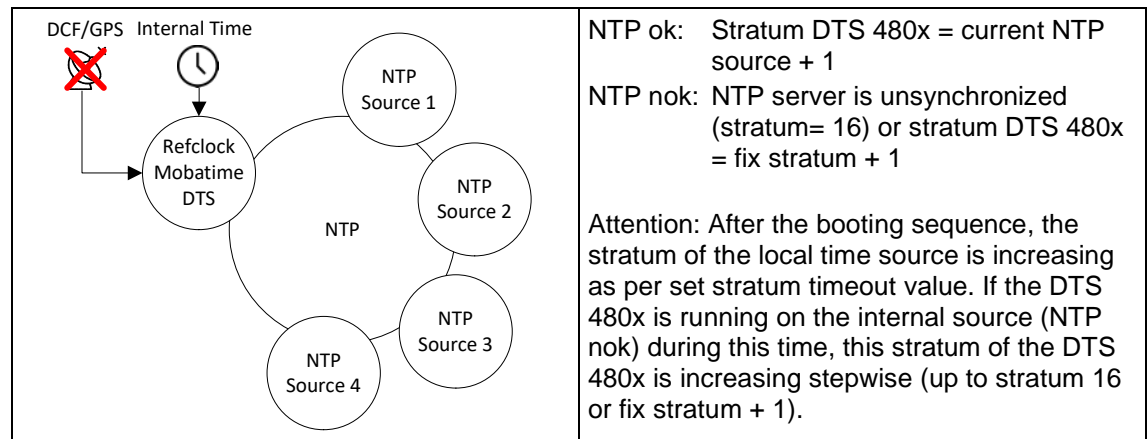 DCF/GPS Internal Time
NTP
Source 1
Refclock
Mobatime
DTS
NTP
Source 2
NTP
NTP
Source 3
NTP
Source 4
NTP ok: Stratum DTS 480x = current NTP
source + 1
NTP nok: NTP server is unsynchronized
(stratum= 16) or stratum DTS 480x
= fix stratum + 1
Attention: After the booting sequence, the
stratum of the local time source is increasing
as per set stratum timeout value. If the DTS
480x is running on the internal source (NTP
nok) during this time, this stratum of the DTS
480x is increasing stepwise (up to stratum 16
or fix stratum + 1).